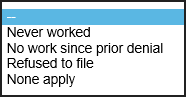 --
Never worked
No work since prior denial
Refused to file
None apply